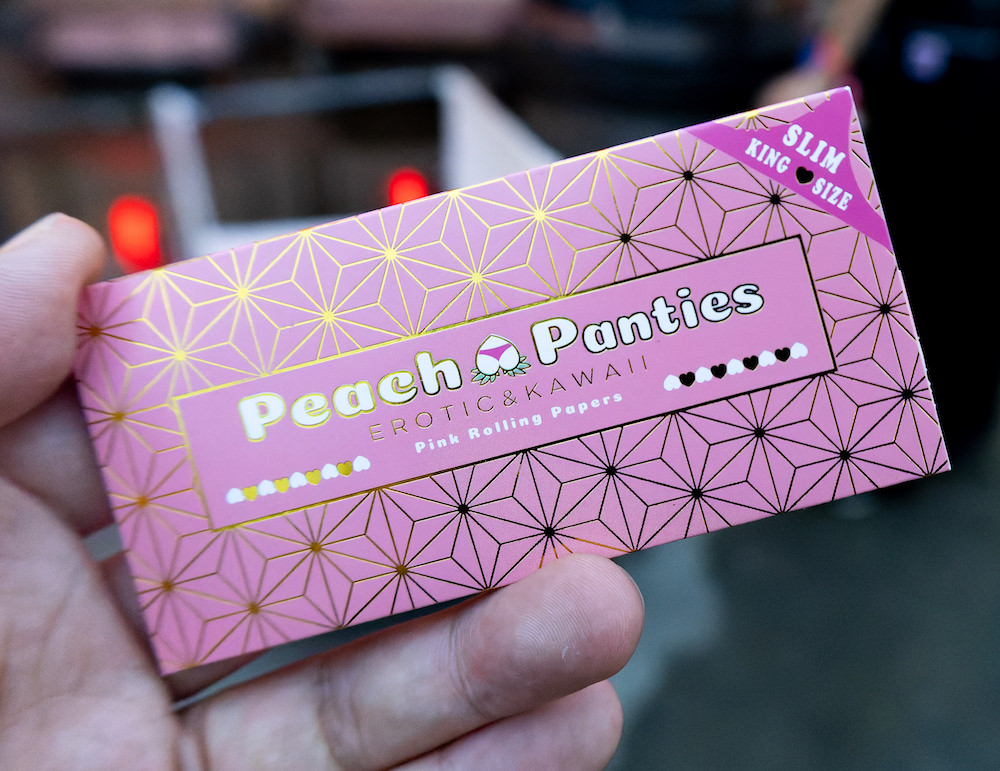 SLIM
KING SIZE
Peach Panties
EROTIC&KAWAII
Pink Rolling Papers